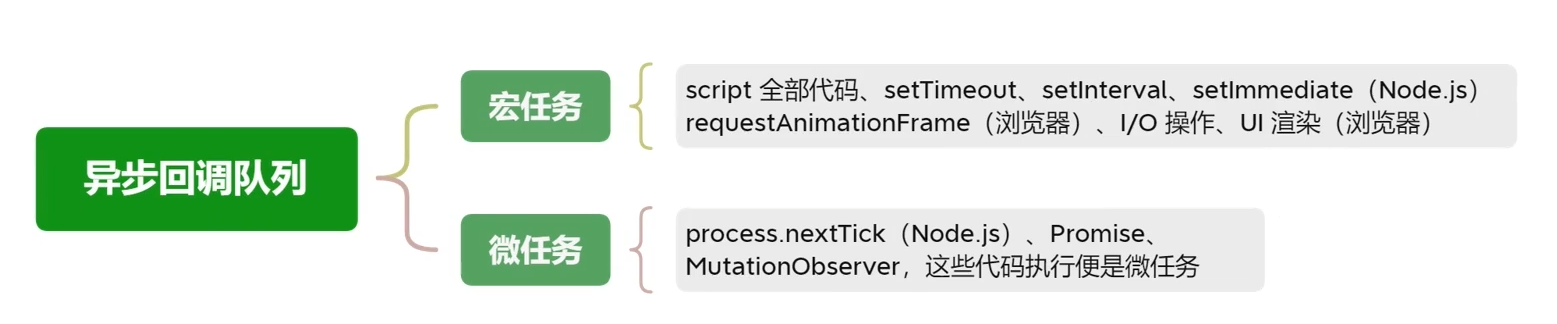 异步回调队列
宏任务
script 全部代码、setTimeout、setInterval、setImmediate（Node.js）
requestAnimationFrame（浏览器）、I/O 操作、UI 渲染（浏览器）
微任务
process.nextTick（Node.js）、Promise、
MutationObserver，这些代码执行便是微任务